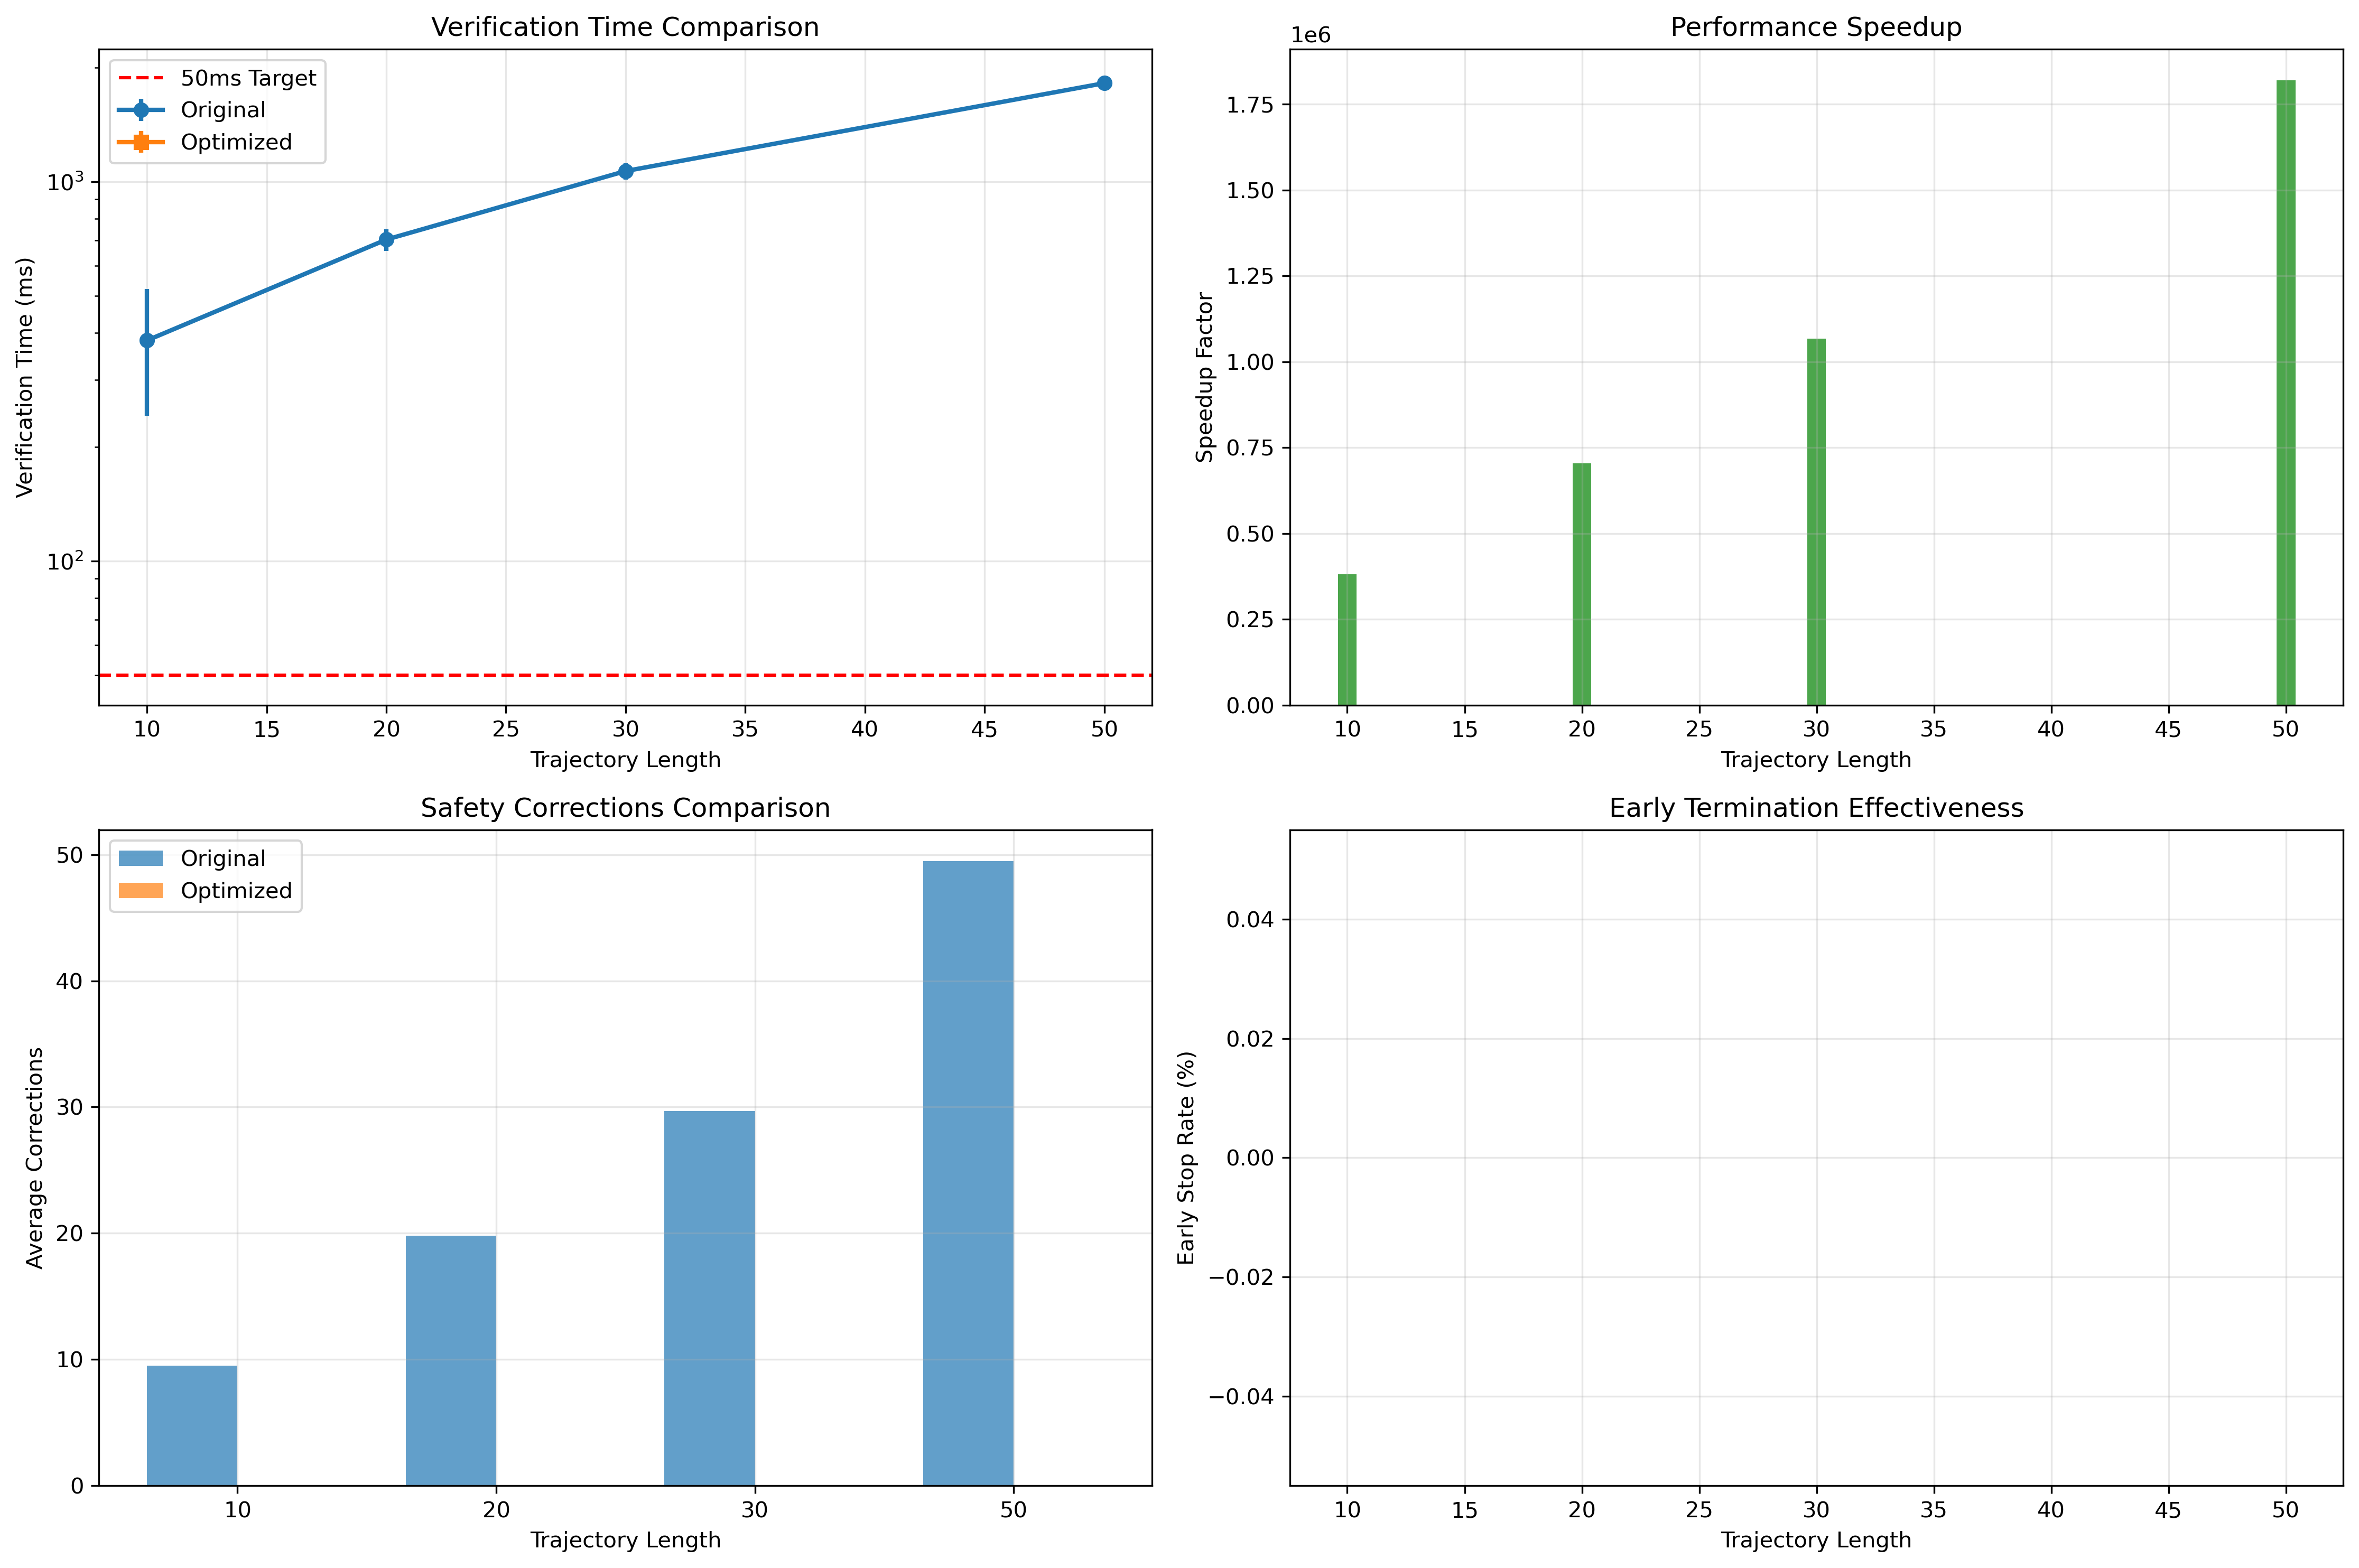 Verification Time Comparison
50ms Target
Original
Optimized
10³
10²
Verification Time (ms)
10 15 20 25 30 35 40 45 50
Trajectory Length
Performance Speedup
1e6
1.75
1.50
1.25
1.00
0.75
0.50
0.25
0.00
Speedup Factor
10 15 20 25 30 35 40 45 50
Trajectory Length
Safety Corrections Comparison
Original
Optimized
50
40
30
20
10
0
Average Corrections
10 20 30 50
Trajectory Length
Early Termination Effectiveness
0.04
0.02
0.00
−0.02
−0.04
Early Stop Rate (%)
10 15 20 25 30 35 40 45 50
Trajectory Length